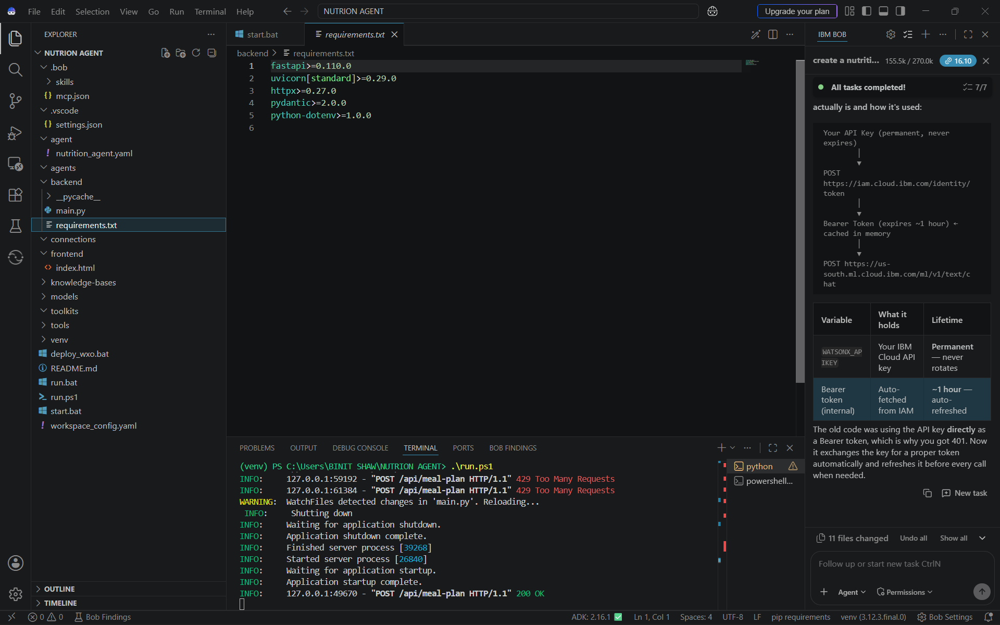 File Edit Selection View Go Run Terminal Help
NUTRION AGENT
Upgrade your plan
EXPLORER
NUTRION AGENT
.bob
skills
{} mcp.json
.vscode
{} settings.json
agent
! nutrition_agent.yaml
agents
backend
__pycache__
main.py
requirements.txt
connections
frontend
<> index.html
knowledge-bases
models
toolkits
tools
venv
deploy_wxo.bat
README.md
run.bat
run.ps1
start.bat
! workspace_config.yaml
OUTLINE
TIMELINE
start.bat
requirements.txt
backend > requirements.txt
1 fastapi>=0.110.0
2 uvicorn[standard]>=0.29.0
3 httpx>=0.27.0
4 pydantic>=2.0.0
5 python-dotenv>=1.0.0
6
PROBLEMS OUTPUT DEBUG CONSOLE TERMINAL PORTS BOB FINDINGS
(venv) PS C:\Users\BINIT SHAW\NUTRION AGENT> .\run.ps1
INFO: 127.0.0.1:59192 - "POST /api/meal-plan HTTP/1.1" 429 Too Many Requests
INFO: 127.0.0.1:61384 - "POST /api/meal-plan HTTP/1.1" 429 Too Many Requests
WARNING: WatchFiles detected changes in 'main.py'. Reloading...
INFO: Shutting down
INFO: Waiting for application shutdown.
INFO: Application shutdown complete.
INFO: Finished server process [39268]
INFO: Started server process [26840]
INFO: Waiting for application startup.
INFO: Application startup complete.
INFO: 127.0.0.1:49670 - "POST /api/meal-plan HTTP/1.1" 200 OK
python
powershell...
IBM BOB
create a nutriti... 155.5k / 270.0k 16.10
All tasks completed! 7/7
actually is and how it's used:
Your API Key (permanent, never
expires)
│
▼
POST
https://iam.cloud.ibm.com/identity/
token
│
▼
Bearer Token (expires ~1 hour) ←
cached in memory
│
▼
POST https://us-
south.ml.cloud.ibm.com/ml/v1/text/c
hat
Variable
What it
holds
Lifetime
WATSONX_AP
IKEY
Your IBM
Cloud API
key
Permanent
— never
rotates
Bearer
token
(internal)
Auto-
fetched
from IAM
~1 hour —
auto-
refreshed
The old code was using the API key directly as
a Bearer token, which is why you got 401. Now
it exchanges the key for a proper token
automatically and refreshes it before every call
when needed.
New task
11 files changed Undo all Show all
Follow up or start new task CtrlN
Agent Permissions
0 0 Bob Findings
ADK: 2.16.1 ✅ Ln 1, Col 1 Spaces: 4 UTF-8 LF pip requirements venv (3.12.3.final.0) Bob Settings